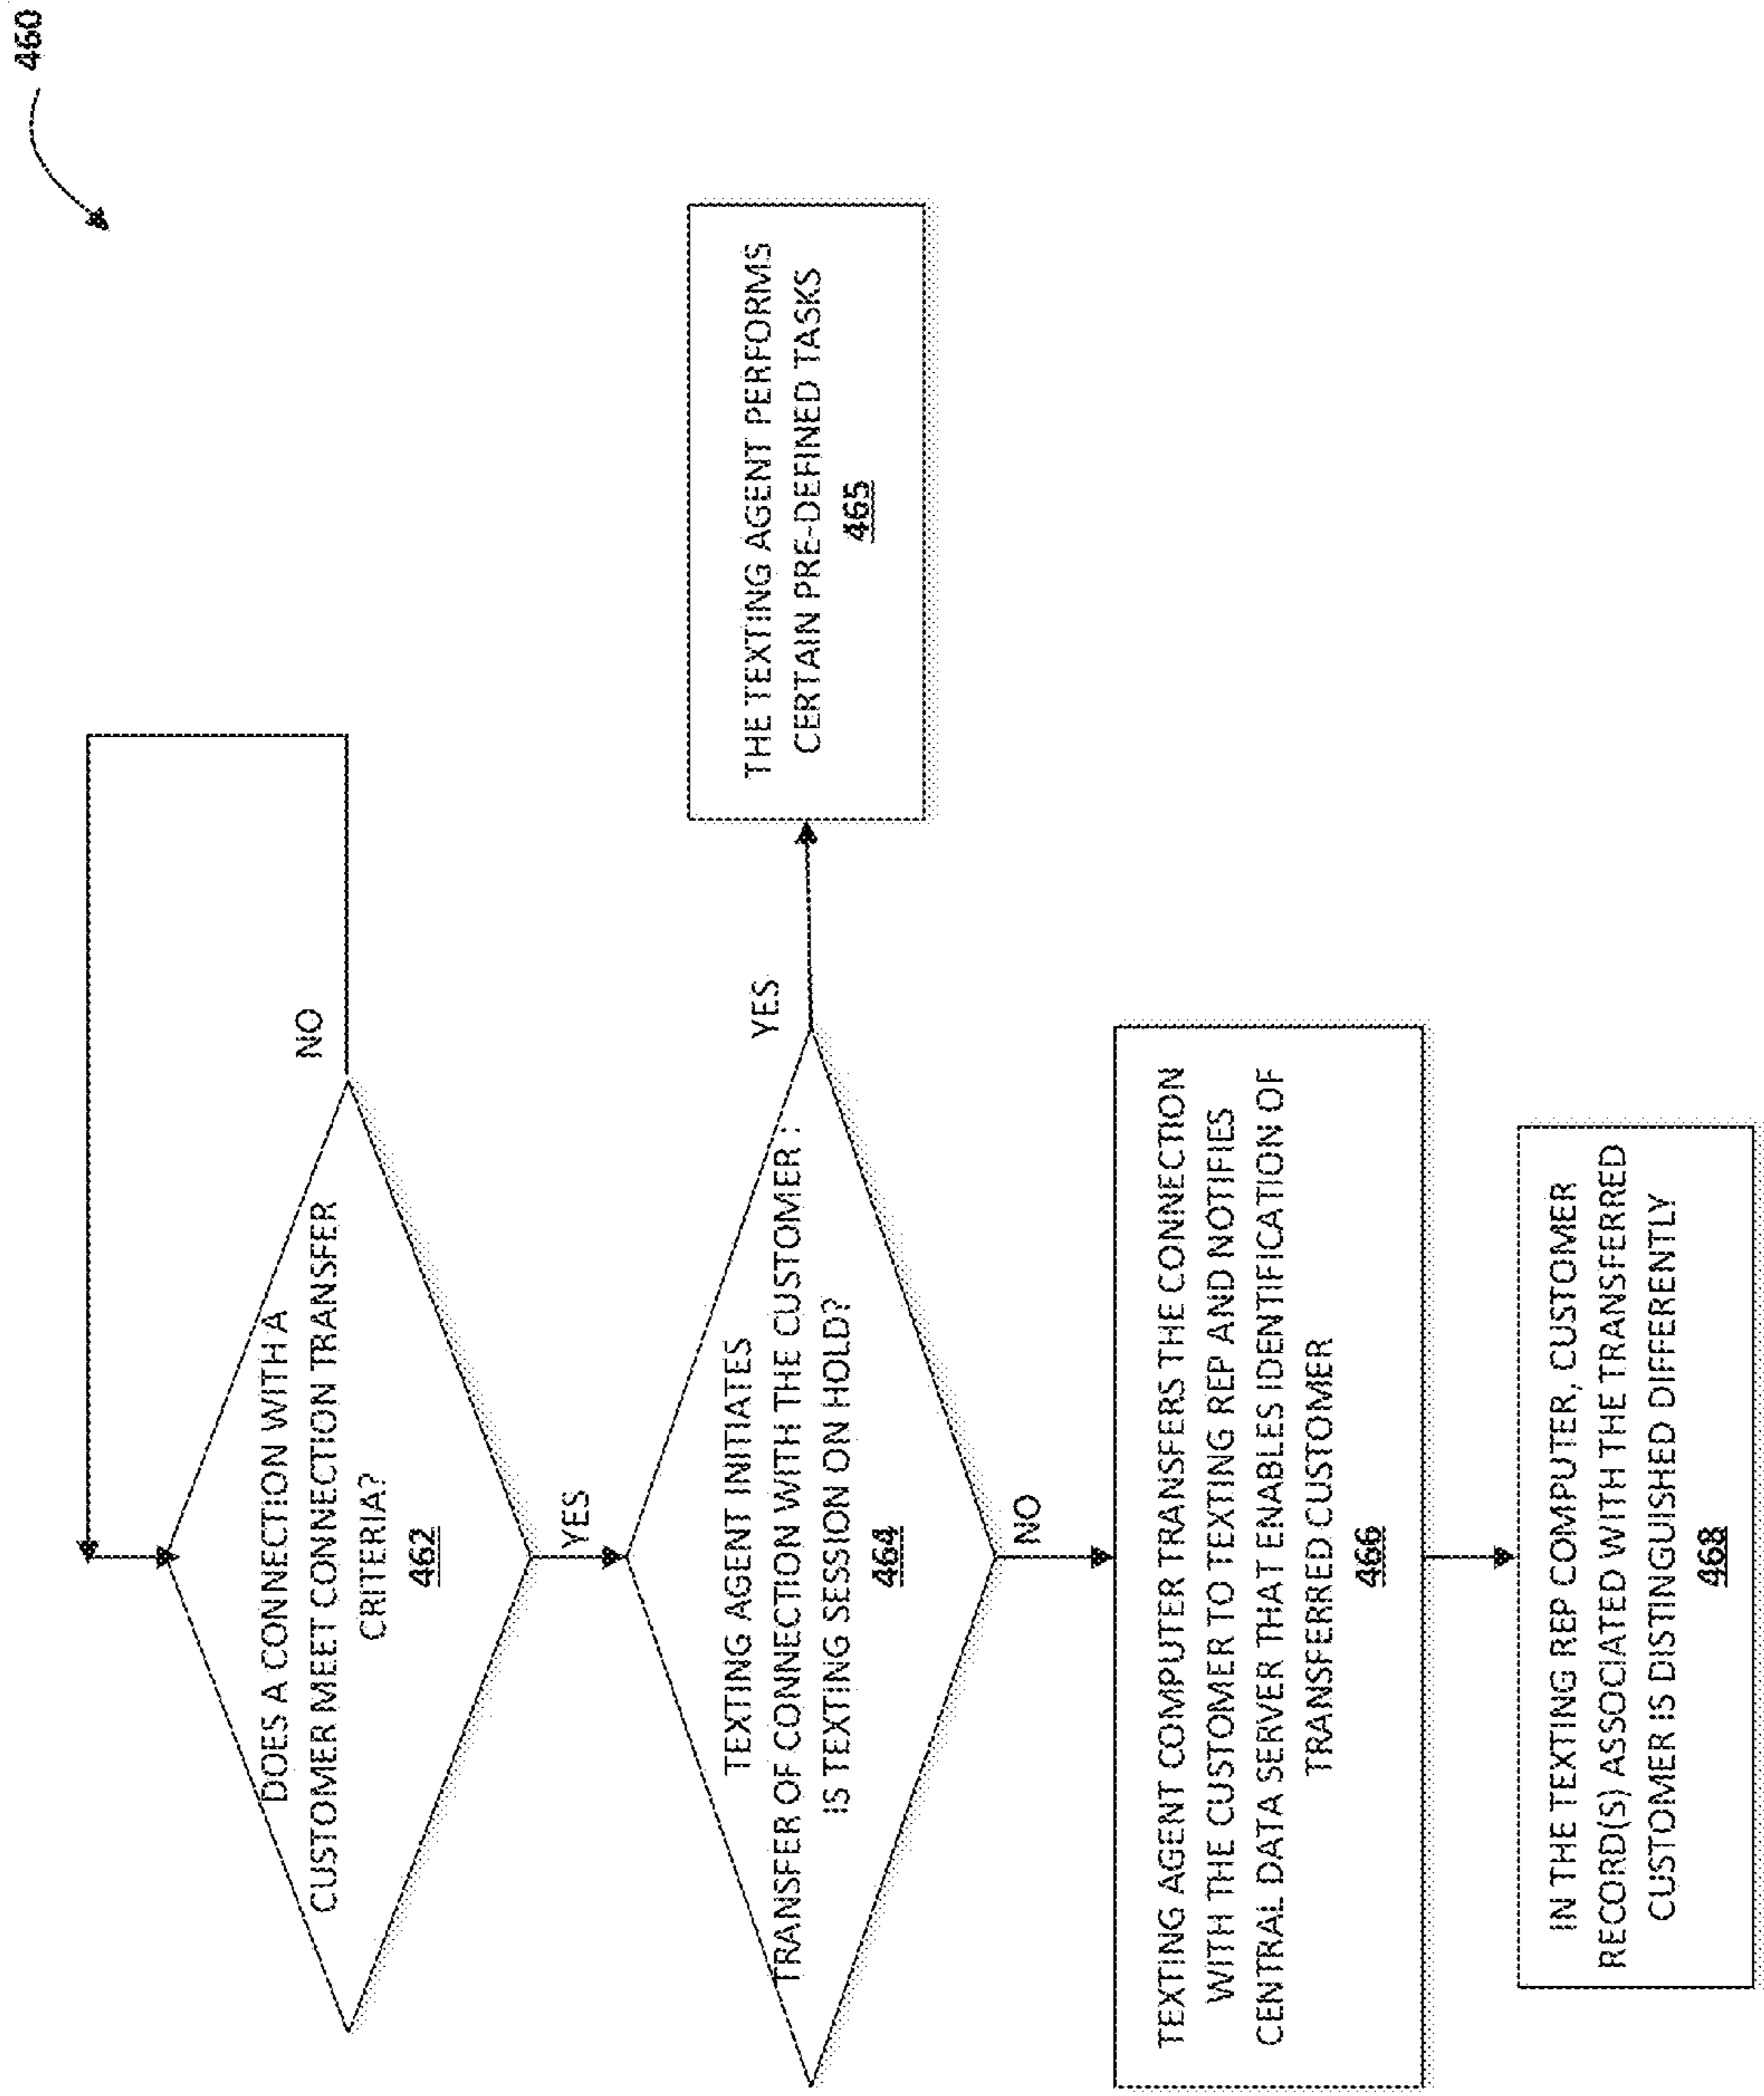 460
DOES A CONNECTION WITH A
CUSTOMER MEET CONNECTION TRANSFER
CRITERIA?
462
NO
YES
TEXTING AGENT INITIATES
TRANSFER OF CONNECTION WITH THE CUSTOMER :
IS TEXTING SESSION ON HOLD?
464
YES
THE TEXTING AGENT PERFORMS
CERTAIN PRE-DEFINED TASKS
465
NO
TEXTING AGENT COMPUTER TRANSFERS THE CONNECTION
WITH THE CUSTOMER TO TEXTING REP AND NOTIFIES
CENTRAL DATA SERVER THAT ENABLES IDENTIFICATION OF
TRANSFERRED CUSTOMER
466
IN THE TEXTING REP COMPUTER, CUSTOMER
RECORD(S) ASSOCIATED WITH THE TRANSFERRED
CUSTOMER IS DISTINGUISHED DIFFERENTLY
468